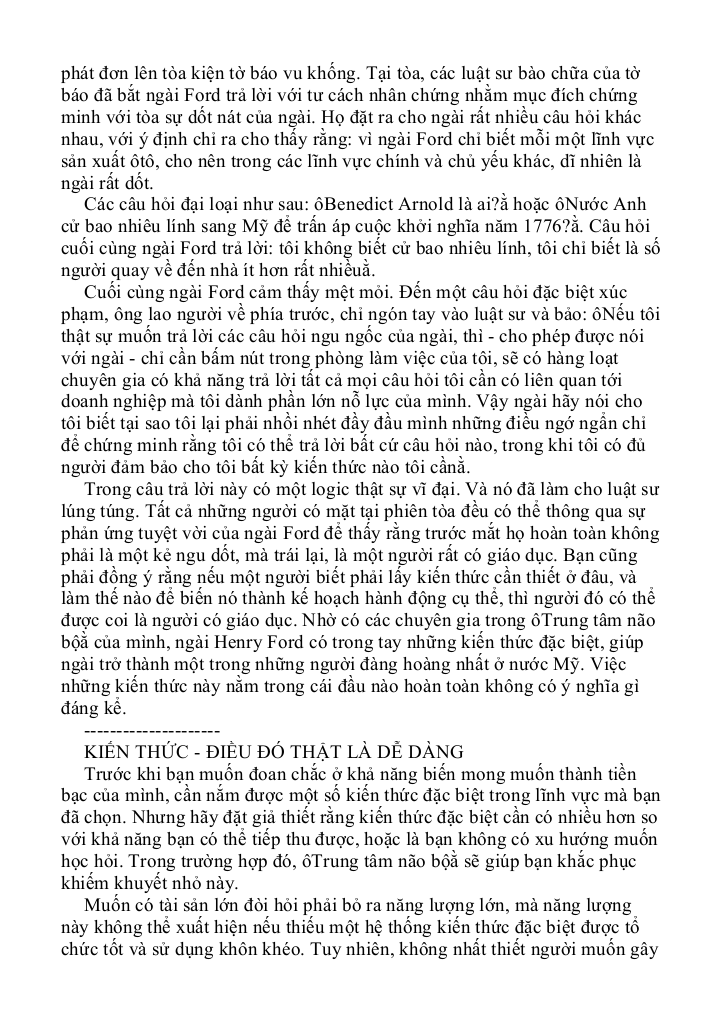 phát đơn lên tòa kiện tờ báo vu khống. Tại tòa, các luật sư bào chữa của tờ
báo đã bắt ngài Ford trả lời với tư cách nhân chứng nhằm mục đích chứng
minh với tòa sự dốt nát của ngài. Họ đặt ra cho ngài rất nhiều câu hỏi khác
nhau, với ý định chỉ ra cho thấy rằng: vì ngài Ford chỉ biết mỗi một lĩnh vực
sản xuất ôtô, cho nên trong các lĩnh vực chính và chủ yếu khác, dĩ nhiên là
ngài rất dốt.
Các câu hỏi đại loại như sau: ôBenedict Arnold là ai?ằ hoặc ôNước Anh
cử bao nhiêu lính sang Mỹ để trấn áp cuộc khởi nghĩa năm 1776?ằ. Câu hỏi
cuối cùng ngài Ford trả lời: tôi không biết cử bao nhiêu lính, tôi chỉ biết là số
người quay về đến nhà ít hơn rất nhiềuằ.
Cuối cùng ngài Ford cảm thấy mệt mỏi. Đến một câu hỏi đặc biệt xúc
phạm, ông lao người về phía trước, chỉ ngón tay vào luật sư và bảo: ôNếu tôi
thật sự muốn trả lời các câu hỏi ngu ngốc của ngài, thì - cho phép được nói
với ngài - chỉ cần bấm nút trong phòng làm việc của tôi, sẽ có hàng loạt
chuyên gia có khả năng trả lời tất cả mọi câu hỏi tôi cần có liên quan tới
doanh nghiệp mà tôi dành phần lớn nỗ lực của mình. Vậy ngài hãy nói cho
tôi biết tại sao tôi lại phải nhồi nhét đầy đầu mình những điều ngớ ngẩn chỉ
để chứng minh rằng tôi có thể trả lời bất cứ câu hỏi nào, trong khi tôi có đủ
người đảm bảo cho tôi bất kỳ kiến thức nào tôi cầnằ.
Trong câu trả lời này có một logic thật sự vĩ đại. Và nó đã làm cho luật sư
lúng túng. Tất cả những người có mặt tại phiên tòa đều có thể thông qua sự
phản ứng tuyệt vời của ngài Ford để thấy rằng trước mắt họ hoàn toàn không
phải là một kẻ ngu dốt, mà trái lại, là một người rất có giáo dục. Bạn cũng
phải đồng ý rằng nếu một người biết phải lấy kiến thức cần thiết ở đâu, và
làm thế nào để biến nó thành kế hoạch hành động cụ thể, thì người đó có thể
được coi là người có giáo dục. Nhờ có các chuyên gia trong ôTrung tâm não
bộằ của mình, ngài Henry Ford có trong tay những kiến thức đặc biệt, giúp
ngài trở thành một trong những người đàng hoàng nhất ở nước Mỹ. Việc
những kiến thức này nằm trong cái đầu nào hoàn toàn không có ý nghĩa gì
đáng kể.
---------------------
KIẾN THỨC - ĐIỀU ĐÓ THẬT LÀ DỄ DÀNG
Trước khi bạn muốn đoan chắc ở khả năng biến mong muốn thành tiền
bạc của mình, cần nắm được một số kiến thức đặc biệt trong lĩnh vực mà bạn
đã chọn. Nhưng hãy đặt giả thiết rằng kiến thức đặc biệt cần có nhiều hơn so
với khả năng bạn có thể tiếp thu được, hoặc là bạn không có xu hướng muốn
học hỏi. Trong trường hợp đó, ôTrung tâm não bộằ sẽ giúp bạn khắc phục
khiếm khuyết nhỏ này.
Muốn có tài sản lớn đòi hỏi phải bỏ ra năng lượng lớn, mà năng lượng
này không thể xuất hiện nếu thiếu một hệ thống kiến thức đặc biệt được tổ
chức tốt và sử dụng khôn khéo. Tuy nhiên, không nhất thiết người muốn gây